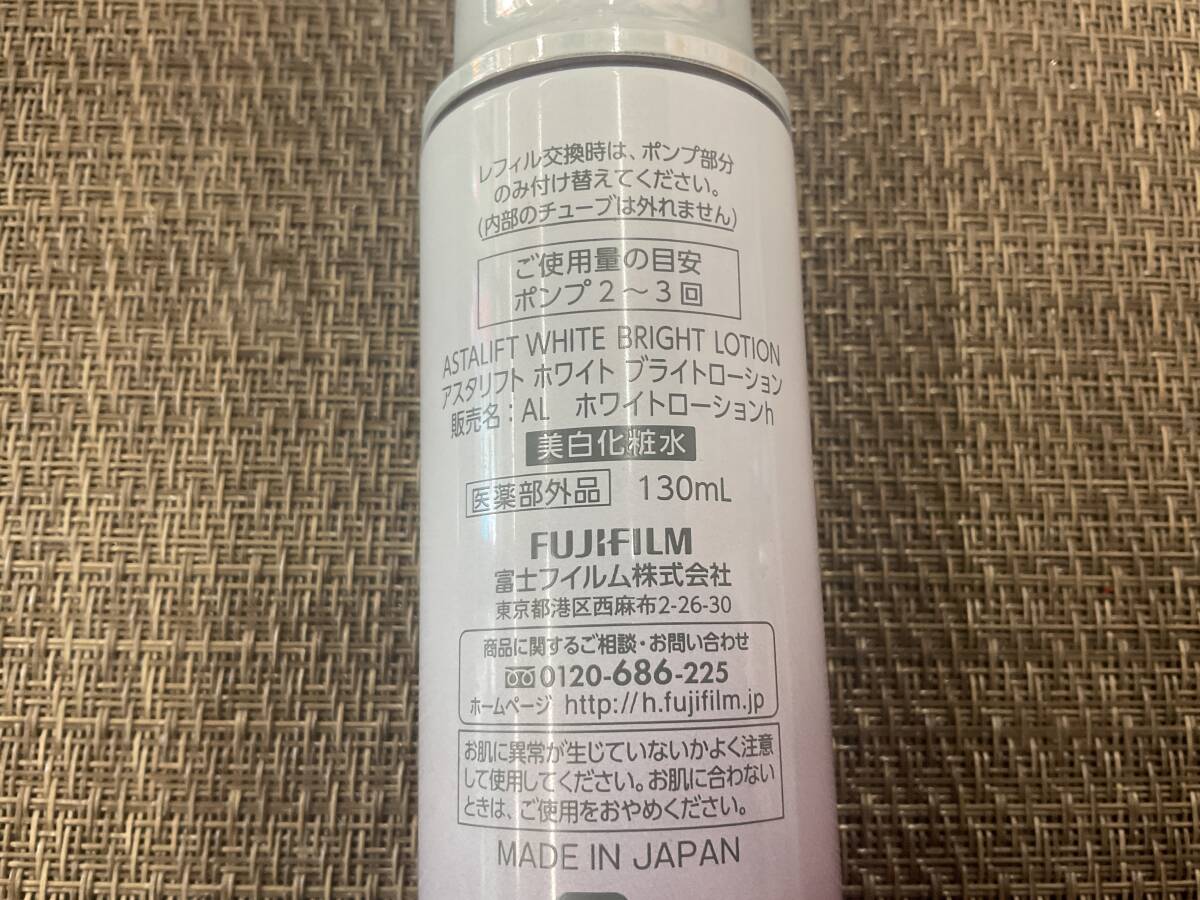 レフィル交換時は、ポンプ部分
のみ付け替えてください。
(内部のチューブは外れません)
ご使用量の目安
ポンプ2～3回
ASTALIFT WHITE BRIGHT LOTION
アスタリフト ホワイト ブライトローション
販売名：AL ホワイトローションh
美白化粧水
医薬部外品 130mL
FUJIFILM
富士フイルム株式会社
東京都港区西麻布2-26-30
商品に関するご相談・お問い合わせ
0120-686-225
ホームページ http://h.fujifilm.jp
お肌に異常が生じていないかよく注意
して使用してください。お肌に合わない
ときは、ご使用をおやめください。
MADE IN JAPAN